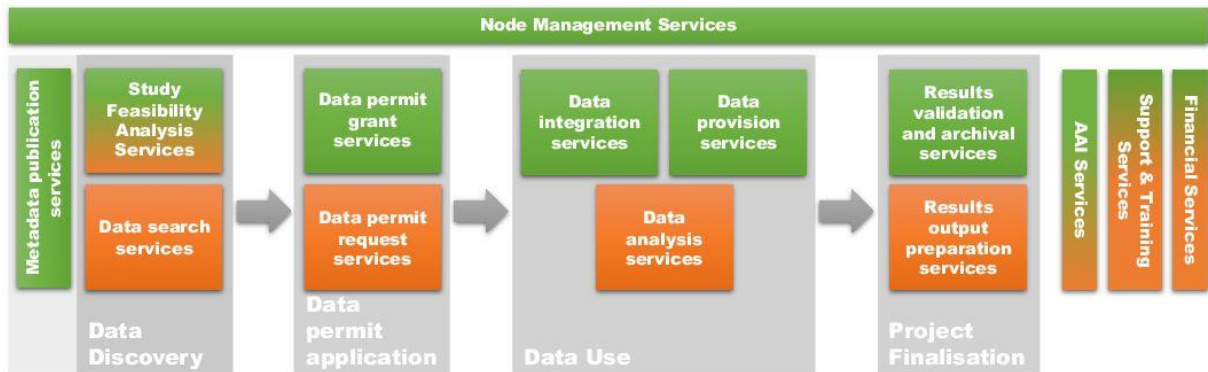 Node Management Services
Metadata publication
services
Study
Feasibility
Analysis
Services
Data search
services
Data
Discovery
Data permit
grant
services
Data permit
request
services
Data
permit
application
Data
integration
services
Data
provision
services
Data
analysis
services
Data Use
Results
validation
and archival
services
Results
output
preparation
services
Project
Finalisation
AAI Services
Support & Training
Services
Financial Services